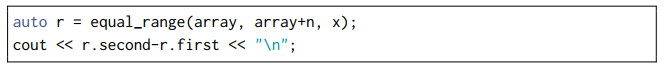 auto r = equal_range(array, array+n, x);
cout << r.second-r.first << "\n";